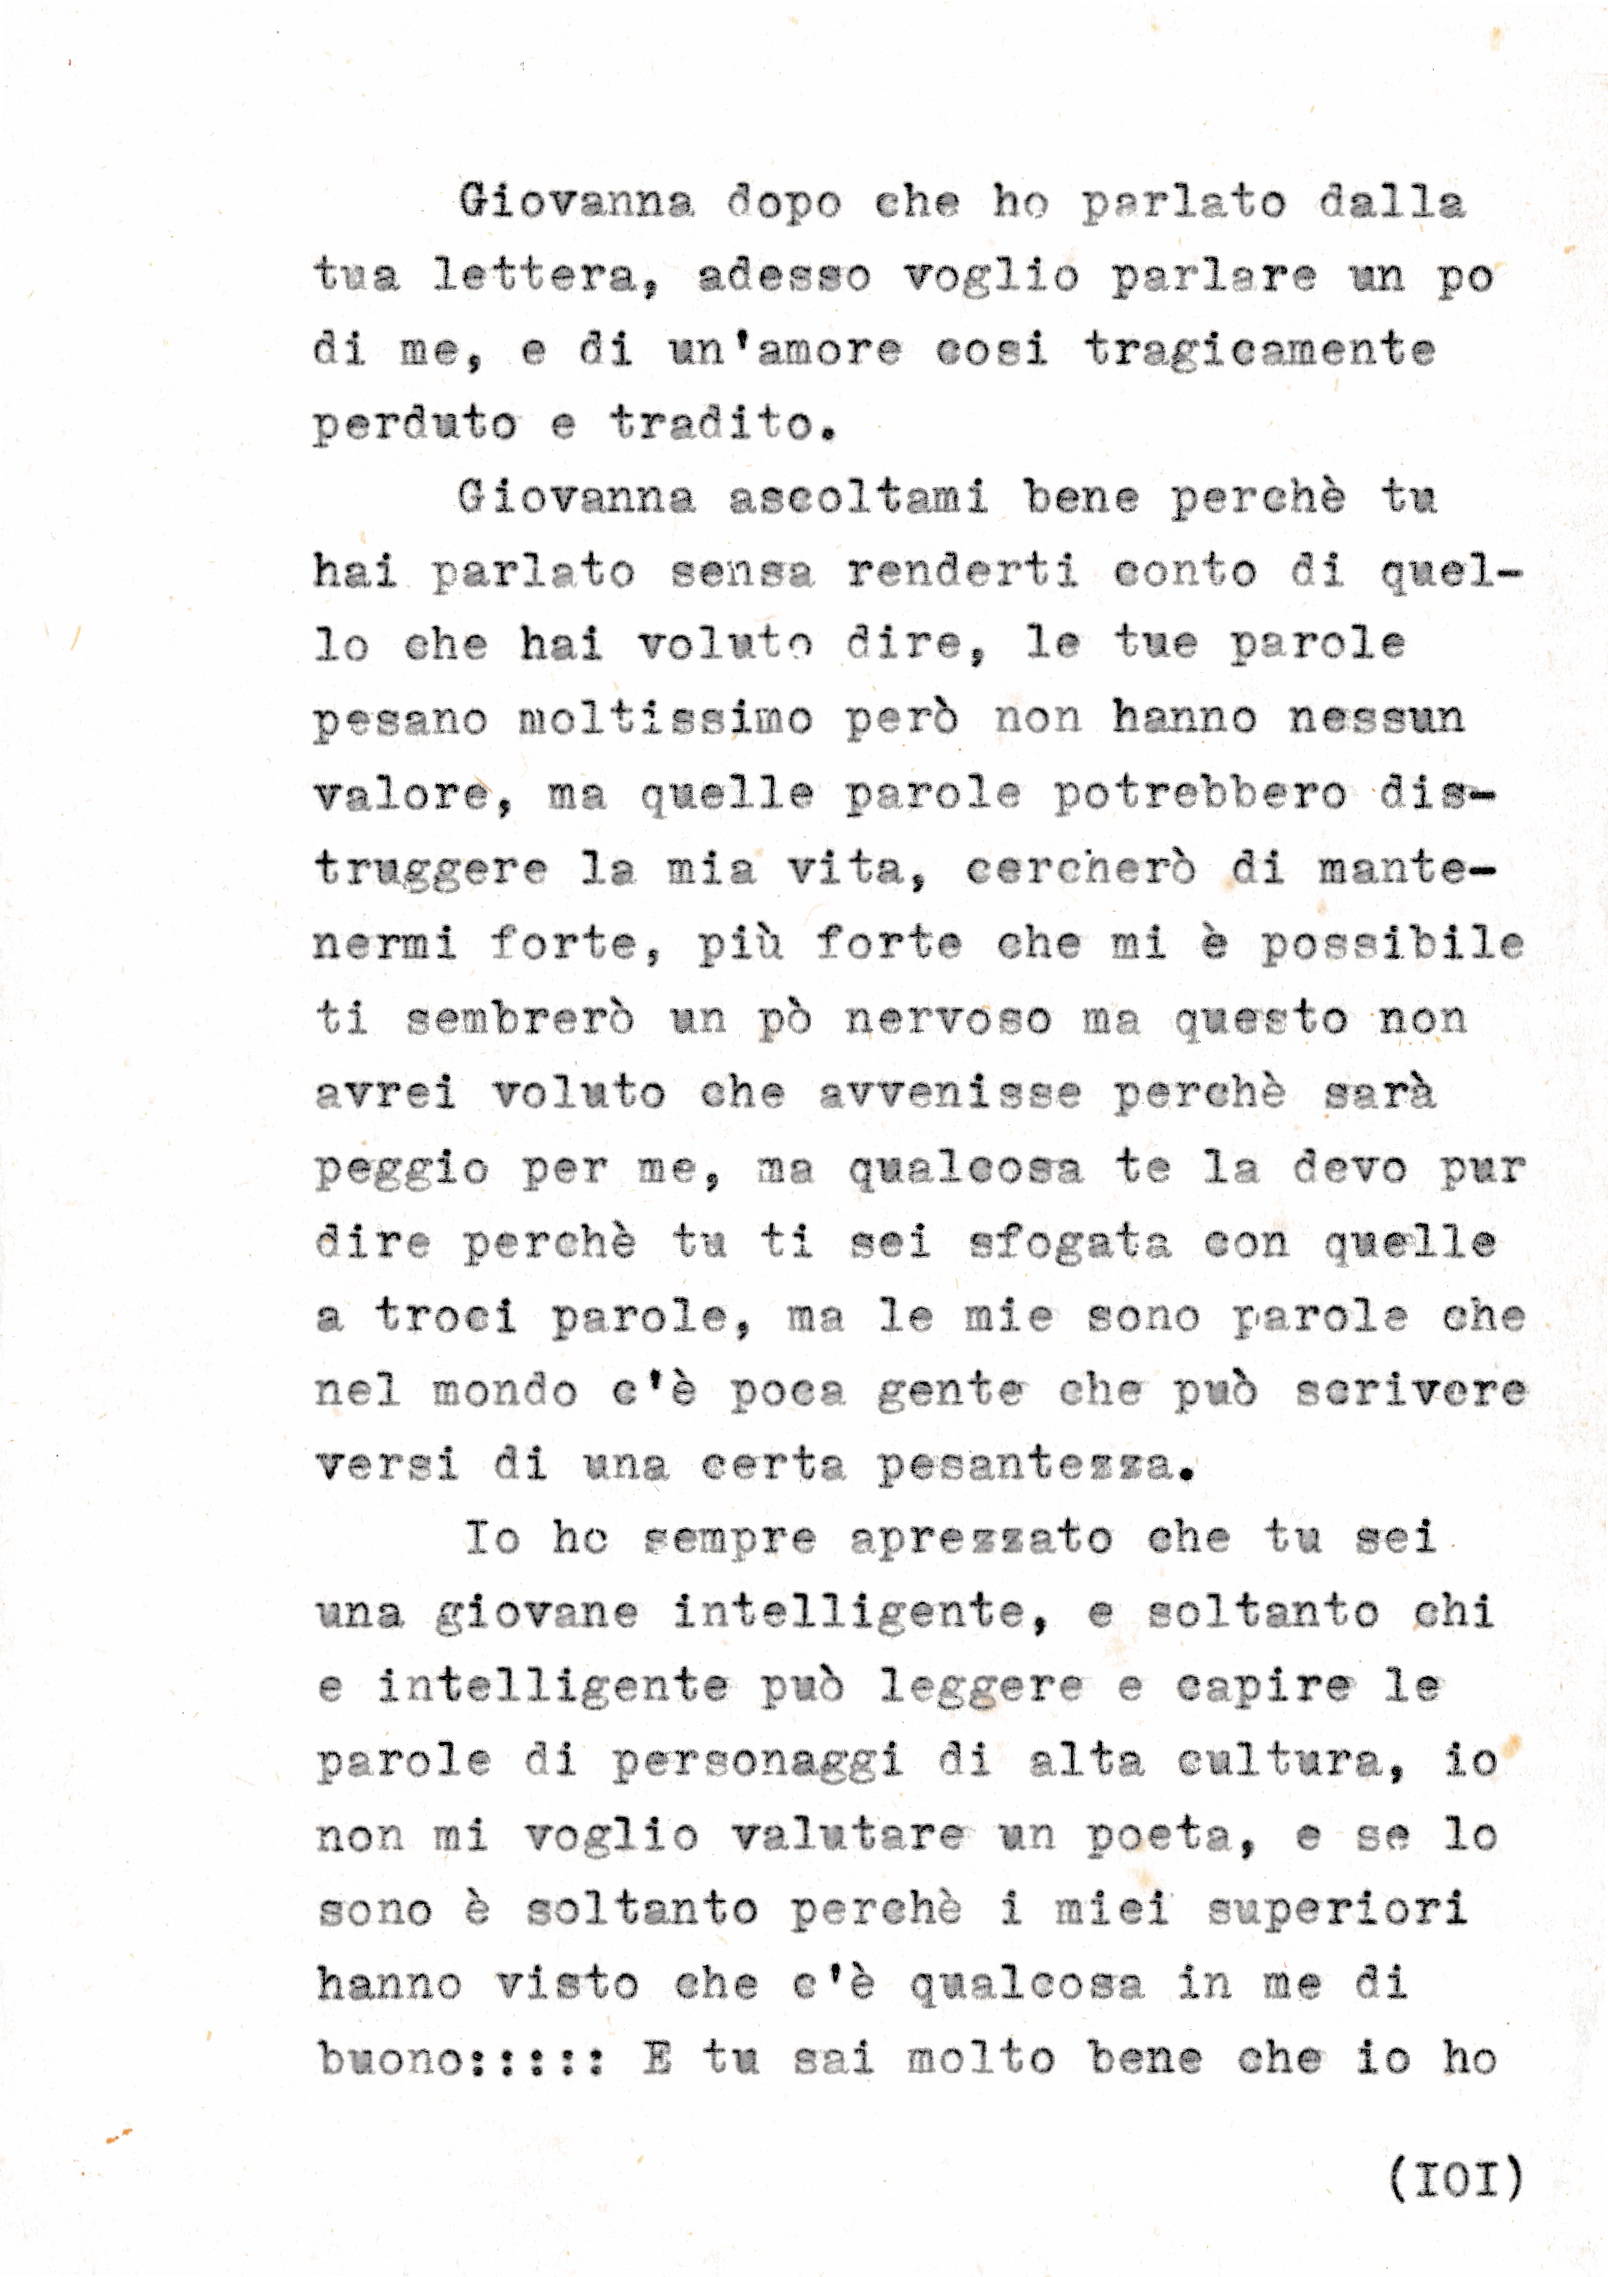 Giovanna dopo che ho parlato dalla
tua lettera, adesso voglio parlare un po
di me, e di un'amore cosi tragicamente
perduto e tradito.
Giovanna ascoltami bene perchè tu
hai parlato sensa renderti conto di quel-
lo che hai voluto dire, le tue parole
pesano moltissimo però non hanno nessun
valore, ma quelle parole potrebbero dis-
truggere la mia vita, cercherò di mante-
nermi forte, più forte che mi è possibile
ti sembrerò un pò nervoso ma questo non
avrei voluto che avvenisse perchè sarà
peggio per me, ma qualcosa te la devo pur
dire perchè tu ti sei sfogata con quelle
a troci parole, ma le mie sono parole che
nel mondo c'è poca gente che può scrivere
versi di una certa pesantezza.
Io ho sempre aprezzato che tu sei
una giovane intelligente, e soltanto chi
e intelligente può leggere e capire le
parole di personaggi di alta cultura, io
non mi voglio valutare un poeta, e se lo
sono è soltanto perchè i miei superiori
hanno visto che c'è qualcosa in me di
buono::::: E tu sai molto bene che io ho
(IOI)